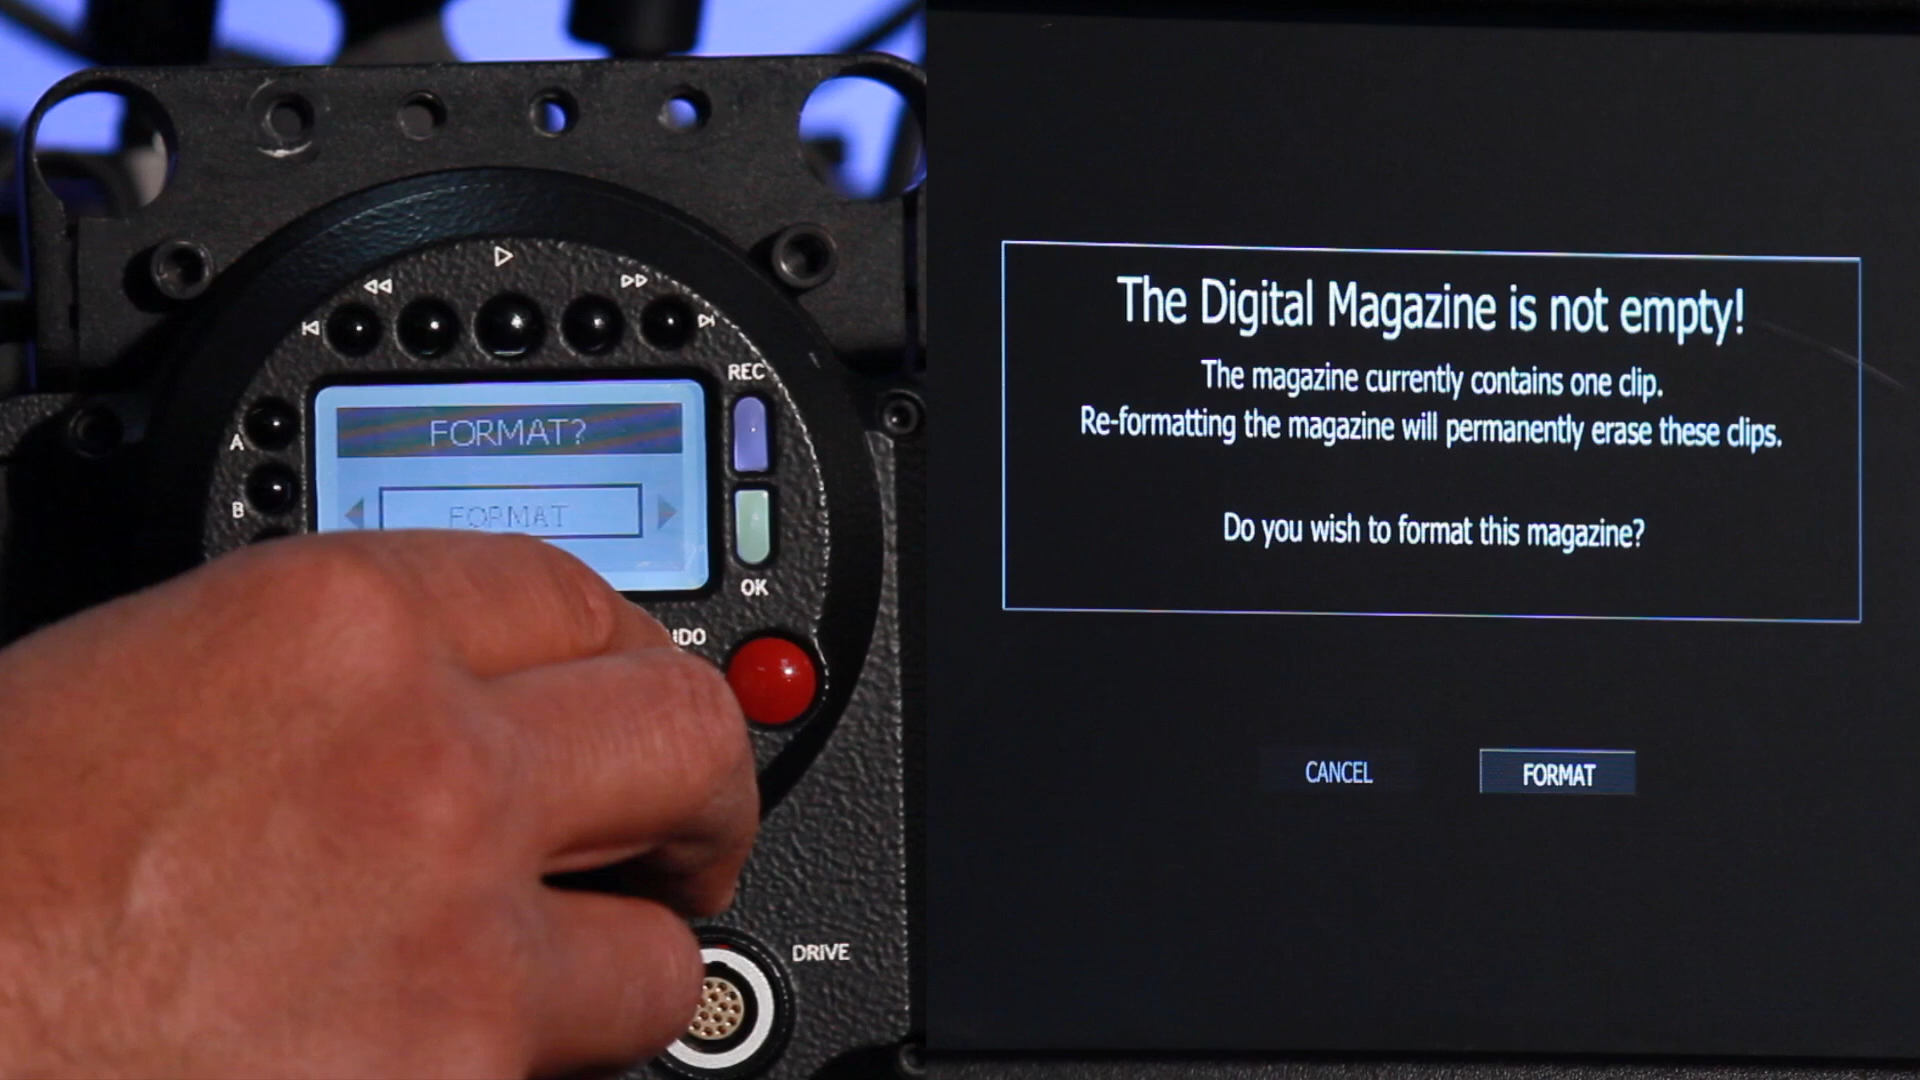 REC
A
FORMAT?
B
FORMAT
OK
DRIVE
The Digital Magazine is not empty!
The magazine currently contains one clip.
Re-formatting the magazine will permanently erase these clips.
Do you wish to format this magazine?
CANCEL
FORMAT